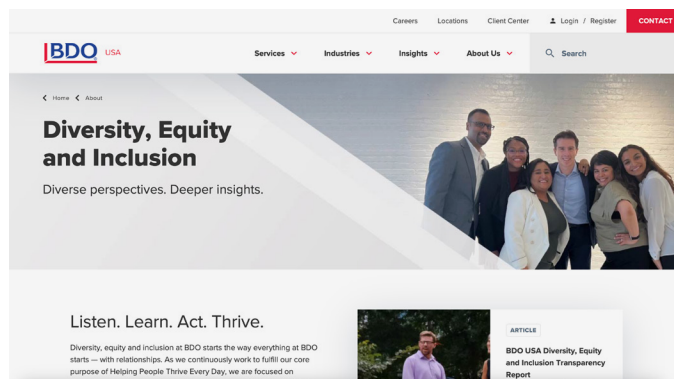 Careers Locations Client Center Login / Register CONTACT
BDO USA Services Industries Insights About Us Search
Home About
Diversity, Equity
and Inclusion
Diverse perspectives. Deeper insights.
Listen. Learn. Act. Thrive.
Diversity, equity and inclusion at BDO starts the way everything at BDO
starts — with relationships. As we continuously work to fulfill our core
purpose of Helping People Thrive Every Day, we are focused on
ARTICLE
BDO USA Diversity, Equity
and Inclusion Transparency
Report